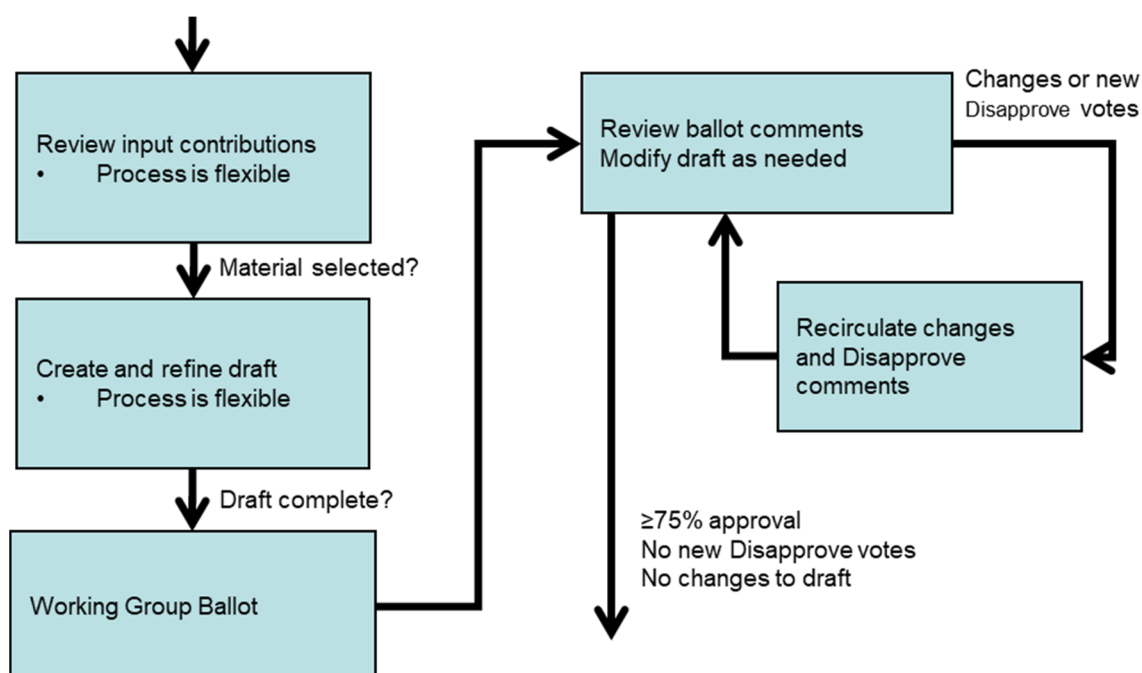 Review input contributions
• Process is flexible
Material selected?
Create and refine draft
• Process is flexible
Draft complete?
Working Group Ballot
Review ballot comments
Modify draft as needed
Changes or new
Disapprove votes
Recirculate changes
and Disapprove
comments
≥75% approval
No new Disapprove votes
No changes to draft